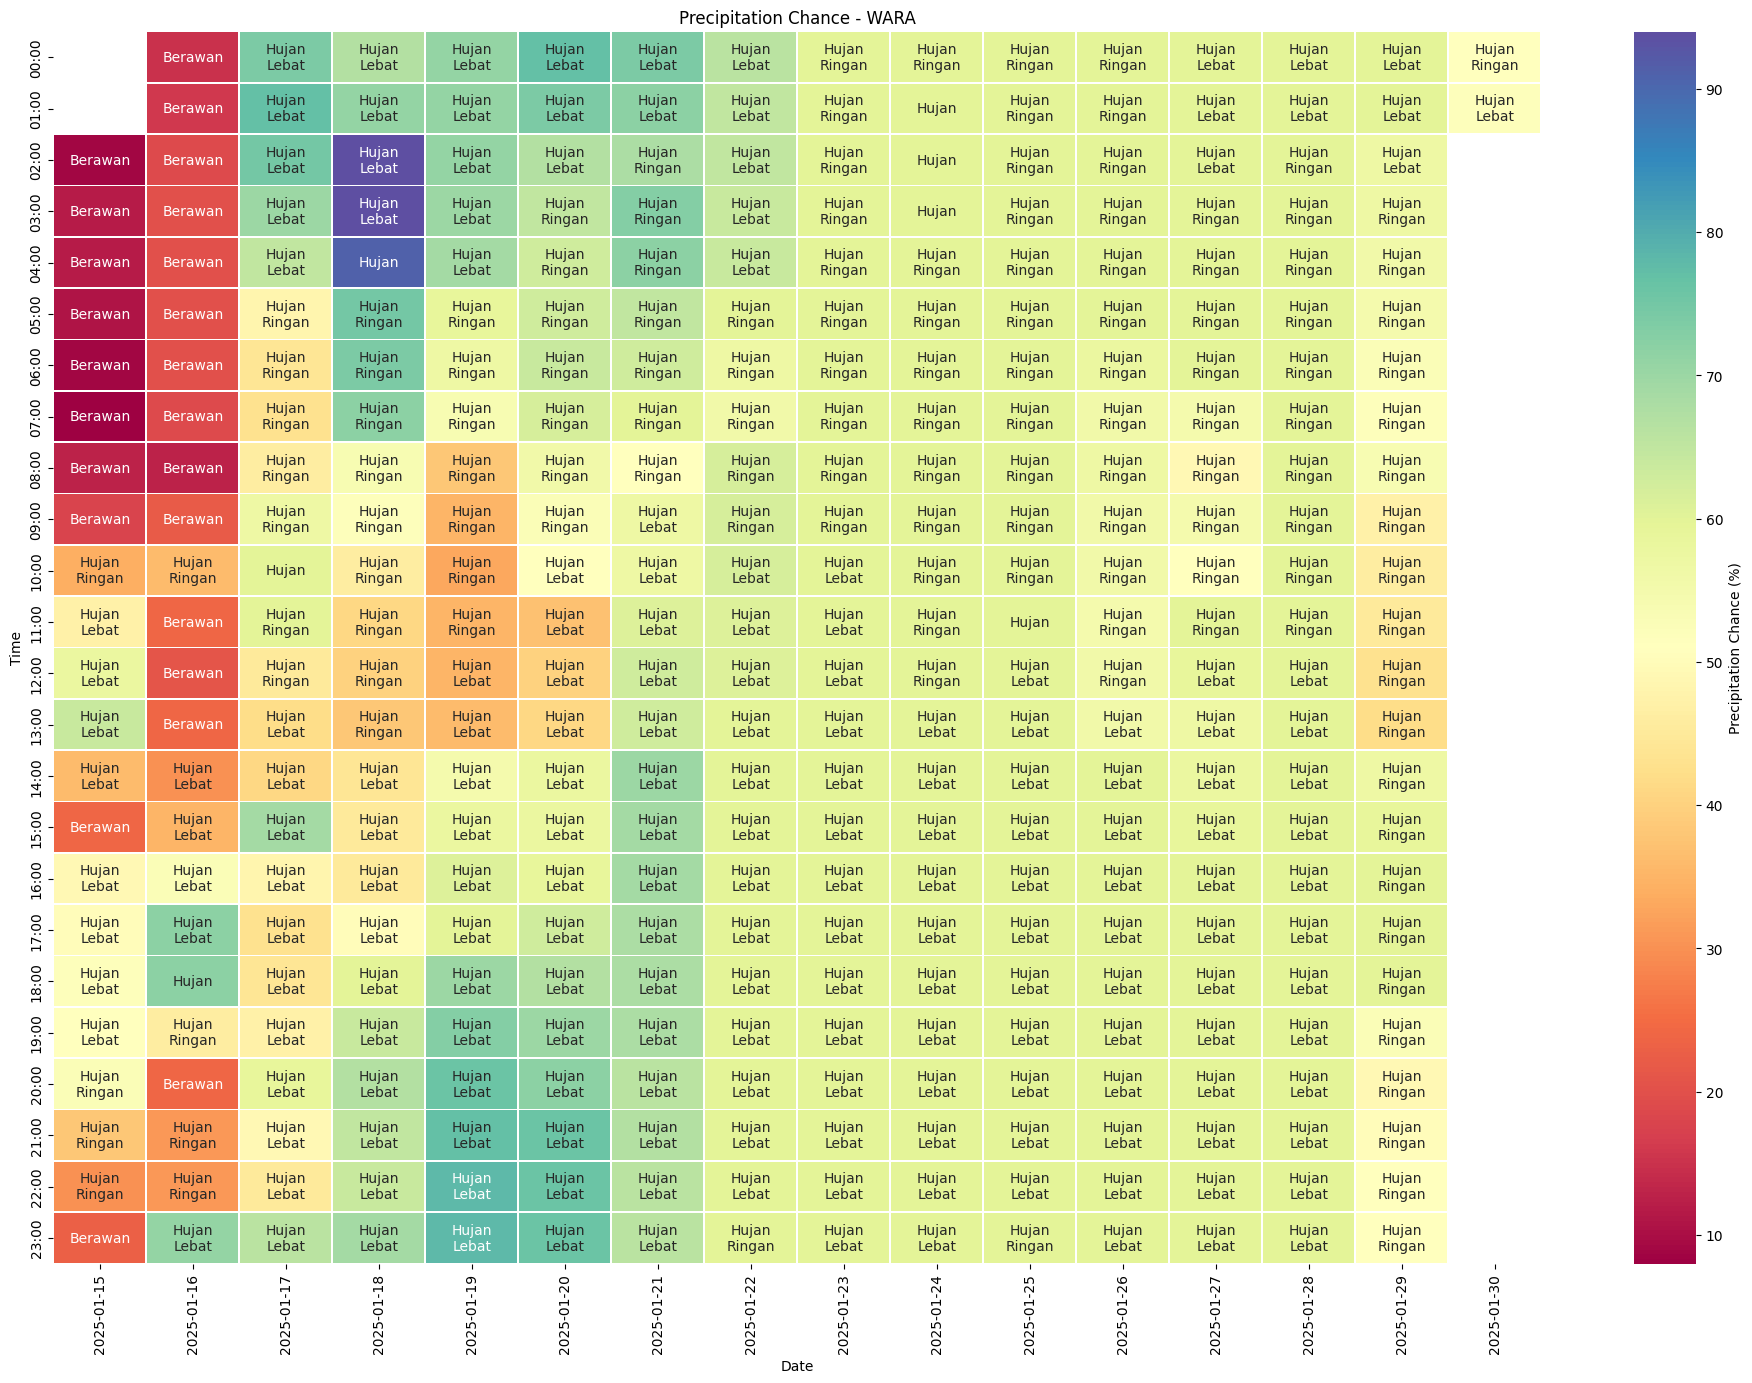 Precipitation Chance - WARA
00:00 Berawan Hujan Lebat Hujan Lebat Hujan Lebat Hujan Lebat Hujan Lebat Hujan Lebat Hujan Ringan Hujan Ringan Hujan Ringan Hujan Ringan Hujan Lebat Hujan Lebat Hujan Lebat Hujan Ringan
01:00 Berawan Hujan Lebat Hujan Lebat Hujan Lebat Hujan Lebat Hujan Lebat Hujan Lebat Hujan Ringan Hujan Hujan Ringan Hujan Ringan Hujan Lebat Hujan Lebat Hujan Lebat Hujan Lebat
02:00 Berawan Berawan Hujan Lebat Hujan Lebat Hujan Lebat Hujan Lebat Hujan Ringan Hujan Lebat Hujan Ringan Hujan Hujan Ringan Hujan Ringan Hujan Lebat Hujan Ringan Hujan Lebat
03:00 Berawan Berawan Hujan Lebat Hujan Lebat Hujan Lebat Hujan Ringan Hujan Ringan Hujan Lebat Hujan Ringan Hujan Hujan Ringan Hujan Ringan Hujan Ringan Hujan Ringan Hujan Ringan
04:00 Berawan Berawan Hujan Lebat Hujan Hujan Lebat Hujan Ringan Hujan Ringan Hujan Lebat Hujan Ringan Hujan Ringan Hujan Ringan Hujan Ringan Hujan Ringan Hujan Ringan Hujan Ringan
05:00 Berawan Berawan Hujan Ringan Hujan Ringan Hujan Ringan Hujan Ringan Hujan Ringan Hujan Ringan Hujan Ringan Hujan Ringan Hujan Ringan Hujan Ringan Hujan Ringan Hujan Ringan Hujan Ringan
06:00 Berawan Berawan Hujan Ringan Hujan Ringan Hujan Ringan Hujan Ringan Hujan Ringan Hujan Ringan Hujan Ringan Hujan Ringan Hujan Ringan Hujan Ringan Hujan Ringan Hujan Ringan Hujan Ringan
07:00 Berawan Berawan Hujan Ringan Hujan Ringan Hujan Ringan Hujan Ringan Hujan Ringan Hujan Ringan Hujan Ringan Hujan Ringan Hujan Ringan Hujan Ringan Hujan Ringan Hujan Ringan Hujan Ringan
08:00 Berawan Berawan Hujan Ringan Hujan Ringan Hujan Ringan Hujan Ringan Hujan Ringan Hujan Ringan Hujan Ringan Hujan Ringan Hujan Ringan Hujan Ringan Hujan Ringan Hujan Ringan Hujan Ringan
09:00 Berawan Berawan Hujan Ringan Hujan Ringan Hujan Ringan Hujan Ringan Hujan Lebat Hujan Ringan Hujan Ringan Hujan Ringan Hujan Ringan Hujan Ringan Hujan Ringan Hujan Ringan Hujan Ringan
10:00 Hujan Ringan Hujan Ringan Hujan Hujan Ringan Hujan Ringan Hujan Lebat Hujan Lebat Hujan Lebat Hujan Lebat Hujan Ringan Hujan Ringan Hujan Ringan Hujan Ringan Hujan Ringan Hujan Ringan
11:00 Hujan Lebat Berawan Hujan Ringan Hujan Ringan Hujan Ringan Hujan Lebat Hujan Lebat Hujan Lebat Hujan Lebat Hujan Ringan Hujan Hujan Ringan Hujan Ringan Hujan Ringan Hujan Ringan
12:00 Hujan Lebat Berawan Hujan Ringan Hujan Ringan Hujan Lebat Hujan Lebat Hujan Lebat Hujan Lebat Hujan Lebat Hujan Ringan Hujan Lebat Hujan Ringan Hujan Lebat Hujan Lebat Hujan Ringan
13:00 Hujan Lebat Berawan Hujan Lebat Hujan Ringan Hujan Lebat Hujan Lebat Hujan Lebat Hujan Lebat Hujan Lebat Hujan Lebat Hujan Lebat Hujan Lebat Hujan Lebat Hujan Lebat Hujan Ringan
14:00 Hujan Lebat Hujan Lebat Hujan Lebat Hujan Lebat Hujan Lebat Hujan Lebat Hujan Lebat Hujan Lebat Hujan Lebat Hujan Lebat Hujan Lebat Hujan Lebat Hujan Lebat Hujan Lebat Hujan Ringan
15:00 Berawan Hujan Lebat Hujan Lebat Hujan Lebat Hujan Lebat Hujan Lebat Hujan Lebat Hujan Lebat Hujan Lebat Hujan Lebat Hujan Lebat Hujan Lebat Hujan Lebat Hujan Lebat Hujan Ringan
16:00 Hujan Lebat Hujan Lebat Hujan Lebat Hujan Lebat Hujan Lebat Hujan Lebat Hujan Lebat Hujan Lebat Hujan Lebat Hujan Lebat Hujan Lebat Hujan Lebat Hujan Lebat Hujan Lebat Hujan Ringan
17:00 Hujan Lebat Hujan Lebat Hujan Lebat Hujan Lebat Hujan Lebat Hujan Lebat Hujan Lebat Hujan Lebat Hujan Lebat Hujan Lebat Hujan Lebat Hujan Lebat Hujan Lebat Hujan Lebat Hujan Ringan
18:00 Hujan Lebat Hujan Hujan Lebat Hujan Lebat Hujan Lebat Hujan Lebat Hujan Lebat Hujan Lebat Hujan Lebat Hujan Lebat Hujan Lebat Hujan Lebat Hujan Lebat Hujan Lebat Hujan Ringan
19:00 Hujan Lebat Hujan Ringan Hujan Lebat Hujan Lebat Hujan Lebat Hujan Lebat Hujan Lebat Hujan Lebat Hujan Lebat Hujan Lebat Hujan Lebat Hujan Lebat Hujan Lebat Hujan Lebat Hujan Ringan
20:00 Hujan Ringan Berawan Hujan Lebat Hujan Lebat Hujan Lebat Hujan Lebat Hujan Lebat Hujan Lebat Hujan Lebat Hujan Lebat Hujan Lebat Hujan Lebat Hujan Lebat Hujan Lebat Hujan Ringan
21:00 Hujan Ringan Hujan Ringan Hujan Lebat Hujan Lebat Hujan Lebat Hujan Lebat Hujan Lebat Hujan Lebat Hujan Lebat Hujan Lebat Hujan Lebat Hujan Lebat Hujan Lebat Hujan Lebat Hujan Ringan
22:00 Hujan Ringan Hujan Ringan Hujan Lebat Hujan Lebat Hujan Lebat Hujan Lebat Hujan Lebat Hujan Lebat Hujan Lebat Hujan Lebat Hujan Lebat Hujan Lebat Hujan Lebat Hujan Lebat Hujan Ringan
23:00 Berawan Hujan Lebat Hujan Lebat Hujan Lebat Hujan Lebat Hujan Lebat Hujan Lebat Hujan Ringan Hujan Lebat Hujan Lebat Hujan Ringan Hujan Lebat Hujan Lebat Hujan Lebat Hujan Ringan
Time
2025-01-15 2025-01-16 2025-01-17 2025-01-18 2025-01-19 2025-01-20 2025-01-21 2025-01-22 2025-01-23 2025-01-24 2025-01-25 2025-01-26 2025-01-27 2025-01-28 2025-01-29 2025-01-30
Date
90
80
70
60
50
40
30
20
10
Precipitation Chance (%)